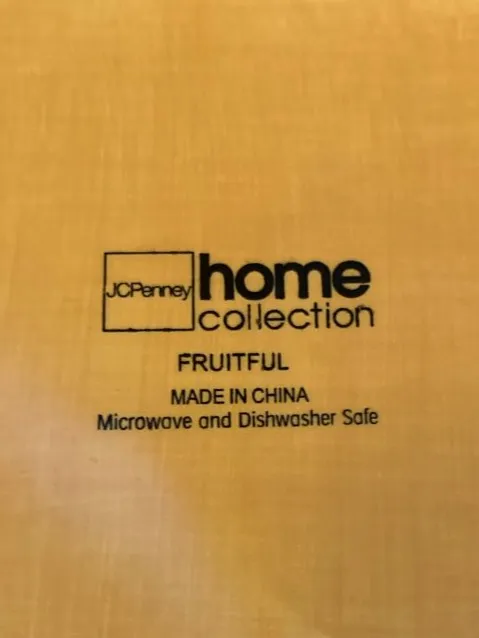 JCPenney
home
collection
FRUITFUL
MADE IN CHINA
Microwave and Dishwasher Safe